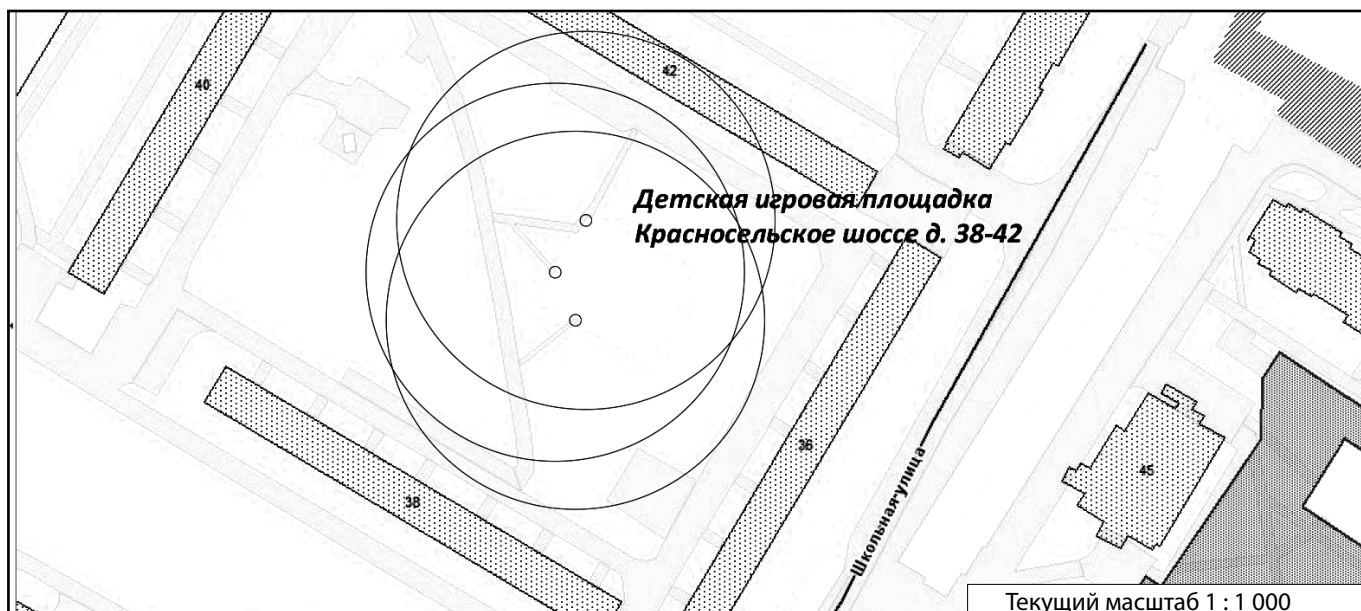 42
40
Детская игровая площадка
Красносельское шоссе д. 38-42
36
45
38
Школьная улица
Текущий масштаб 1 : 1 000